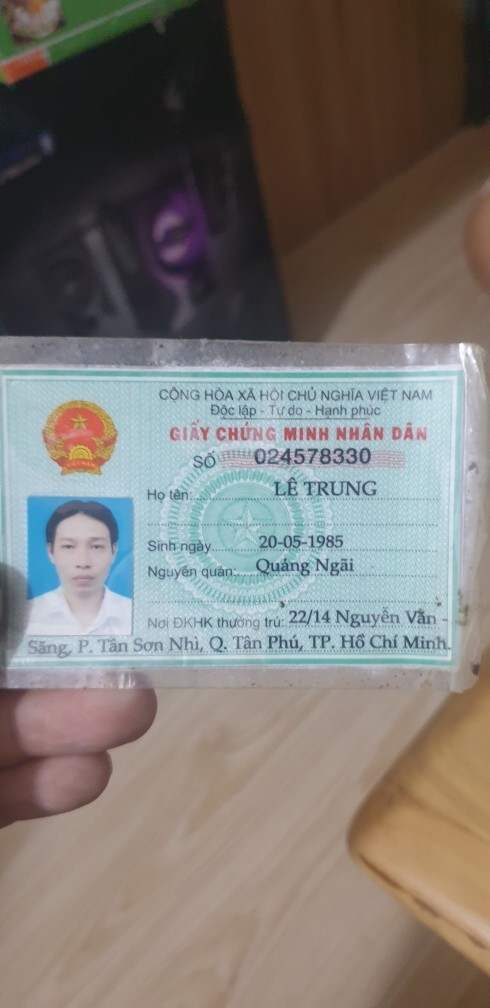 CỘNG HÒA XÃ HỘI CHỦ NGHĨA VIỆT NAM
Độc lập - Tự do - Hạnh phúc
GIẤY CHỨNG MINH NHÂN DÂN
SỐ 024578330
Họ tên: LÊ TRUNG
Sinh ngày 20-05-1985
Nguyên quán: Quảng Ngãi
Nơi ĐKHK thường trú: 22/14 Nguyễn Văn -
Săng, P. Tân Sơn Nhì, Q. Tân Phú, TP. Hồ Chí Minh.